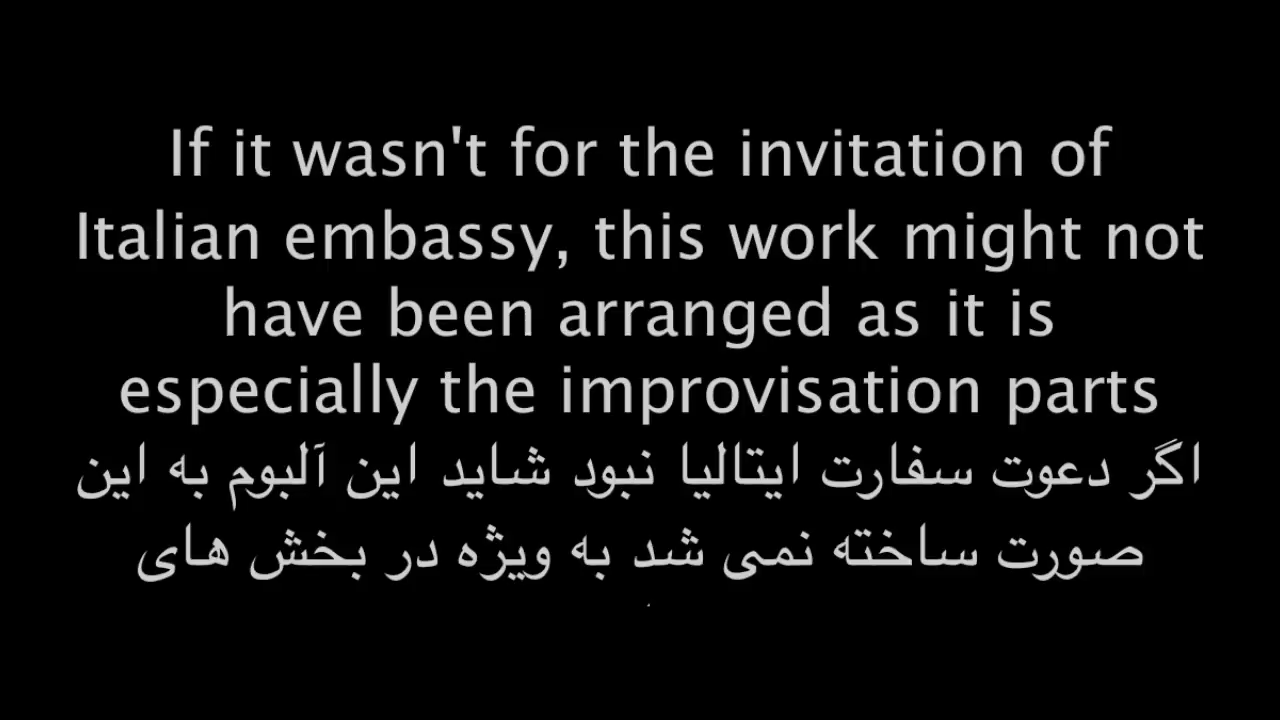 If it wasn't for the invitation of
Italian embassy, this work might not
have been arranged as it is
especially the improvisation parts
اگر دعوت سفارت ایتالیا نبود شاید این آلبوم به این
صورت ساخته نمی شد به ویژه در بخش های